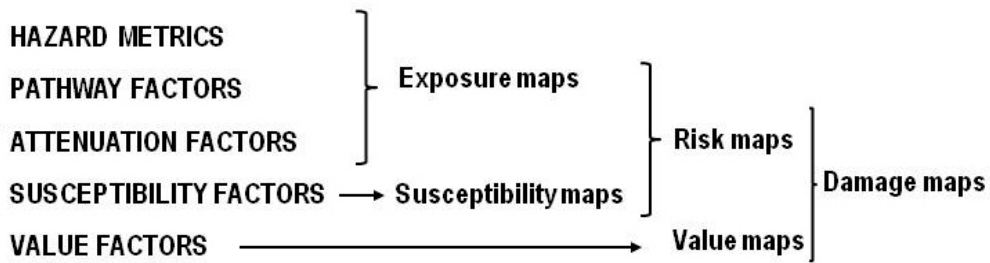 HAZARD METRICS
PATHWAY FACTORS
Exposure maps
ATTENUATION FACTORS
Risk maps
SUSCEPTIBILITY FACTORS
Susceptibility maps
Damage maps
VALUE FACTORS
Value maps